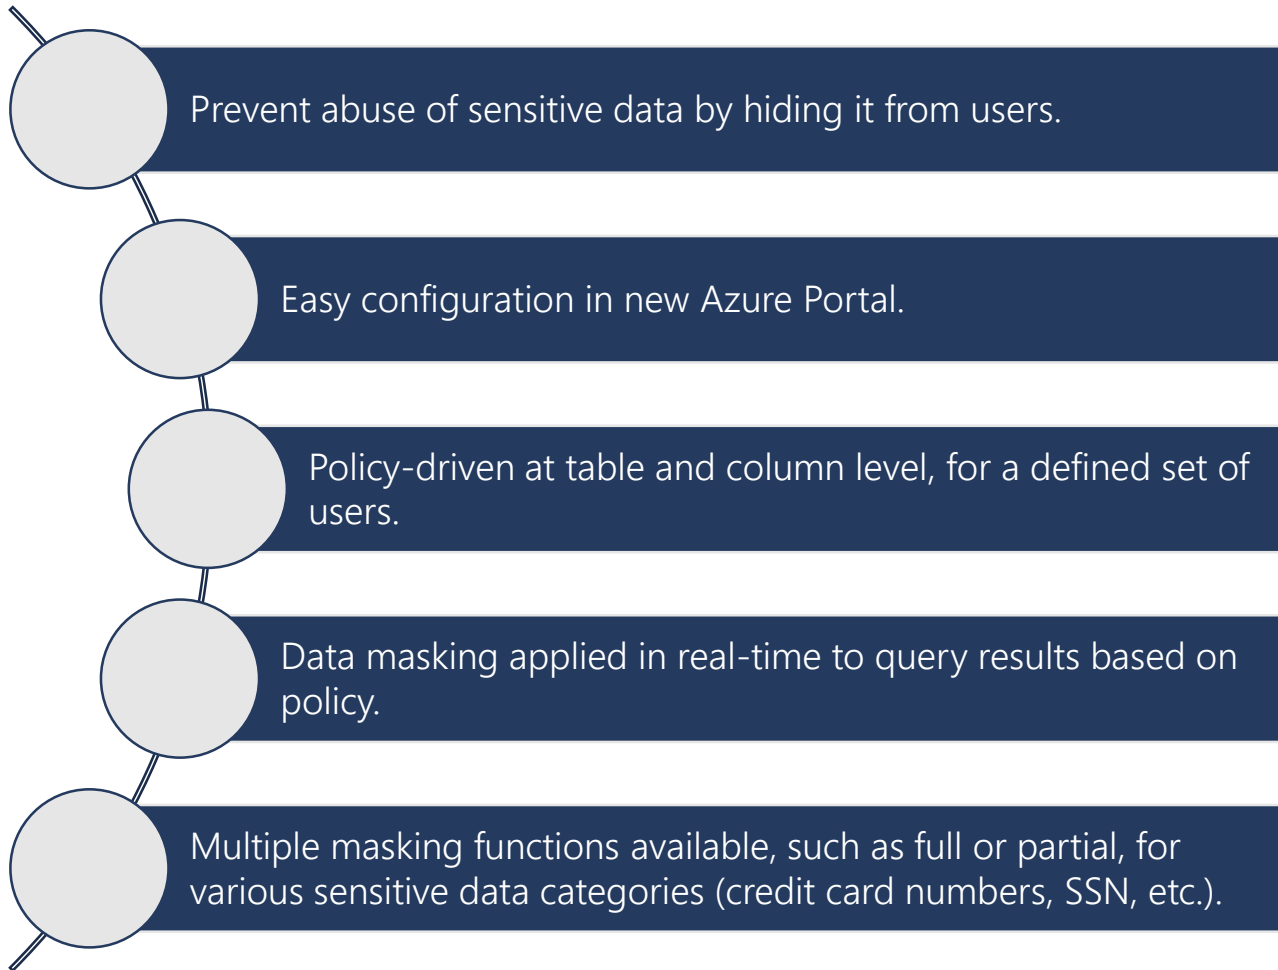 Prevent abuse of sensitive data by hiding it from users.
Easy configuration in new Azure Portal.
Policy-driven at table and column level, for a defined set of
users.
Data masking applied in real-time to query results based on
policy.
Multiple masking functions available, such as full or partial, for
various sensitive data categories (credit card numbers, SSN, etc.).